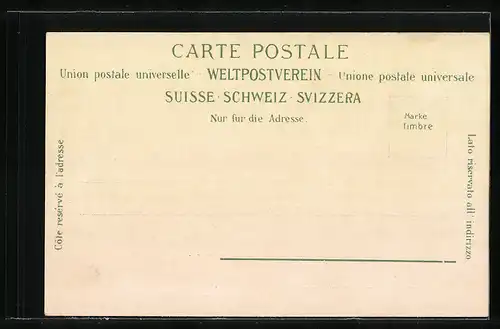 CARTE POSTALE
Union postale universelle - WELTPOSTVEREIN - Unione postale universale
SUISSE · SCHWEIZ · SVIZZERA
Nur für die Adresse.
Marke
Timbre
Côté réservé à l'adresse
Lato riservato all' indirizzo